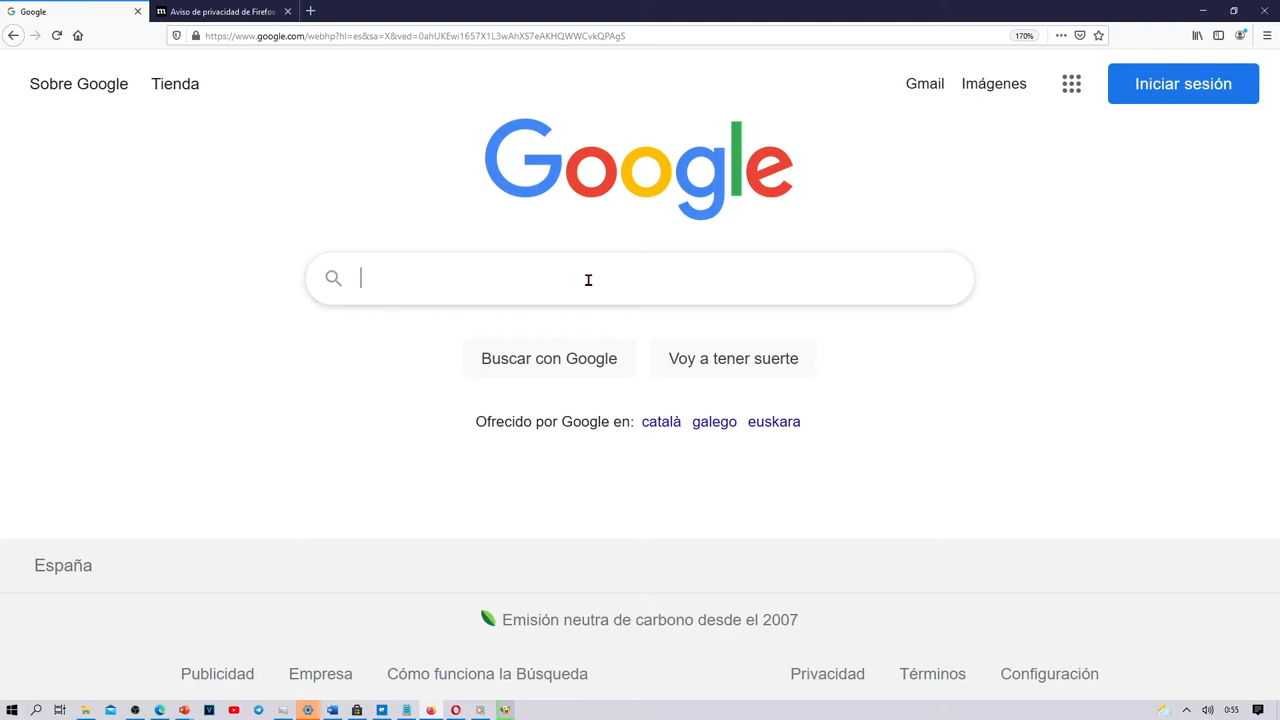 Google
Aviso de privacidad de Firefox
https://www.google.com/webhp?hl=es&sa=X&ved=0ahUKEwi1657X1L3wAhXS7eAKHQWWCvkQPAgS
170%
Sobre Google Tienda
Gmail Imágenes Iniciar sesión
Google
Buscar con Google Voy a tener suerte
Ofrecido por Google en: català galego euskara
España
Emisión neutra de carbono desde el 2007
Publicidad Empresa Cómo funciona la Búsqueda Privacidad Términos Configuración
0:55